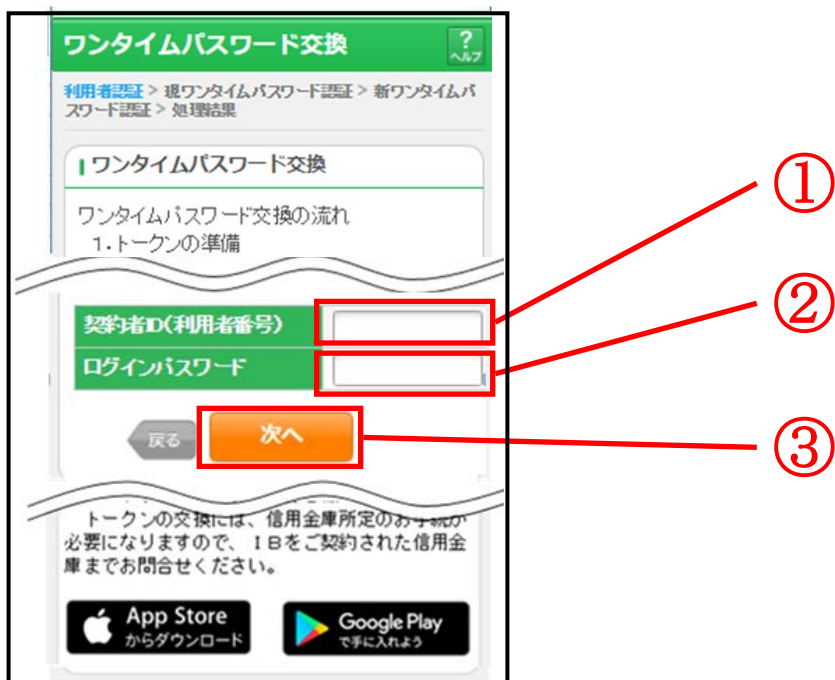 ワンタイムパスワード交換
?
ヘルプ
利用者認証 > 現ワンタイムパスワード認証 > 新ワンタイムパ
スワード認証 > 処理結果
ワンタイムパスワード交換
ワンタイムパスワード交換の流れ
1.トークンの準備
契約者ID(利用者番号)
ログインパスワード
戻る
次へ
①
②
③
トークンの交換には、信用金庫所定のお手続が
必要になりますので、IBをご契約された信用金
庫までお問合せください。
App Store
からダウンロード
Google Play
で手に入れよう